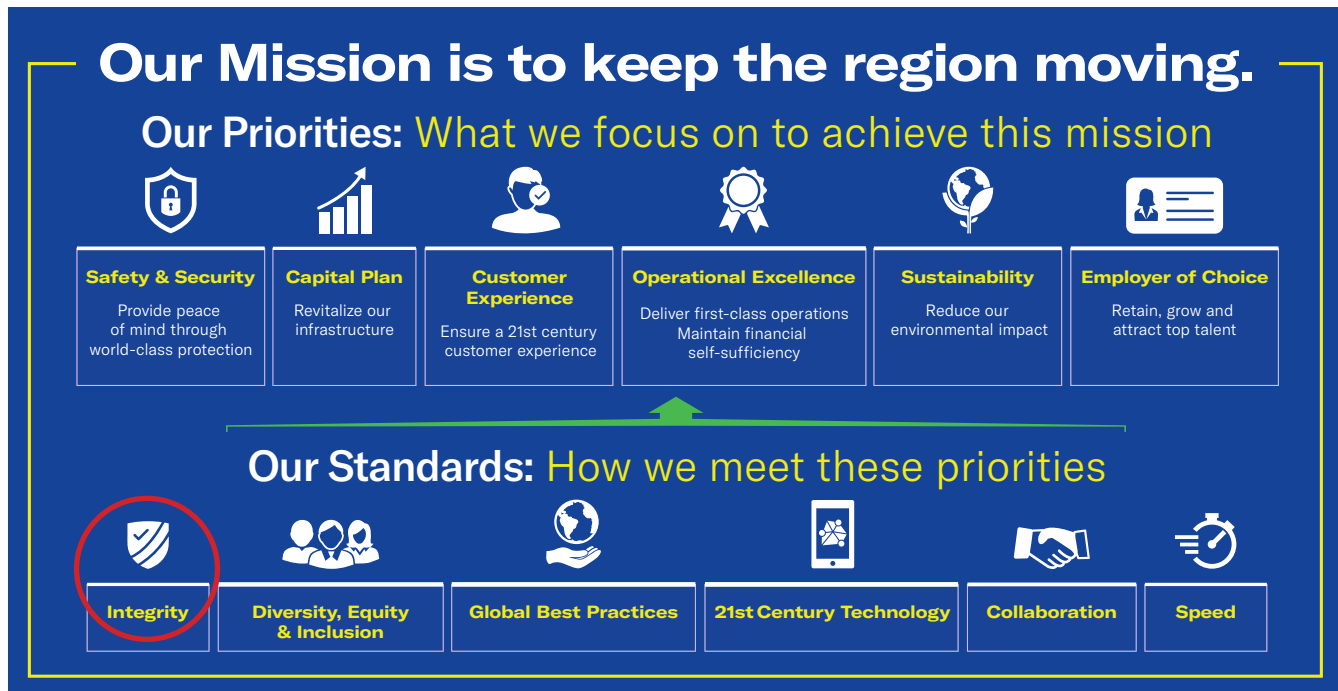 Our Mission is to keep the region moving.
Our Priorities: What we focus on to achieve this mission
Safety & Security
Provide peace
of mind through
world-class protection
Capital Plan
Revitalize our
infrastructure
Customer
Experience
Ensure a 21st century
customer experience
Operational Excellence
Deliver first-class operations
Maintain financial
self-sufficiency
Sustainability
Reduce our
environmental impact
Employer of Choice
Retain, grow and
attract top talent
Our Standards: How we meet these priorities
Integrity
Diversity, Equity
& Inclusion
Global Best Practices
21st Century Technology
Collaboration
Speed